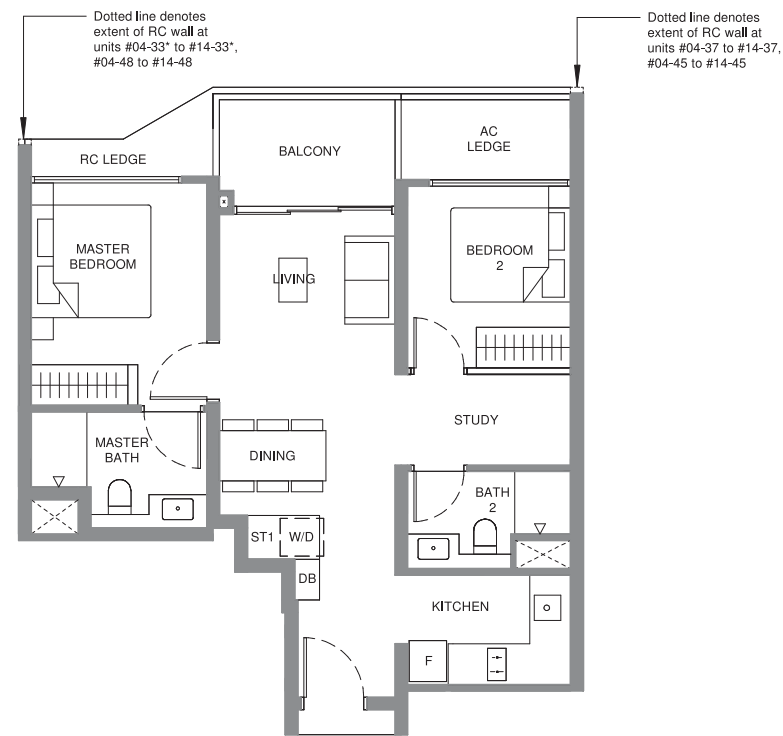 Dotted line denotes
extent of RC wall at
units #04-33* to #14-33*,
#04-48 to #14-48
Dotted line denotes
extent of RC wall at
units #04-37 to #14-37,
#04-45 to #14-45
RC LEDGE
BALCONY
AC
LEDGE
MASTER
BEDROOM
LIVING
BEDROOM
2
STUDY
MASTER
BATH
DINING
BATH
2
ST1
W/D
DB
KITCHEN
F